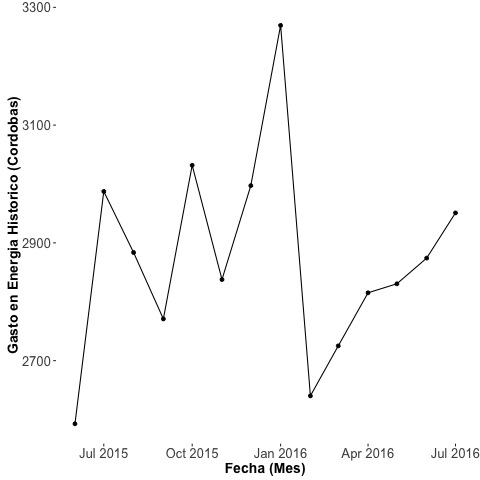 3300
3100
2900
2700
Gasto en Energia Historico (Cordobas)
Jul 2015 Oct 2015 Jan 2016 Apr 2016 Jul 2016
Fecha (Mes)